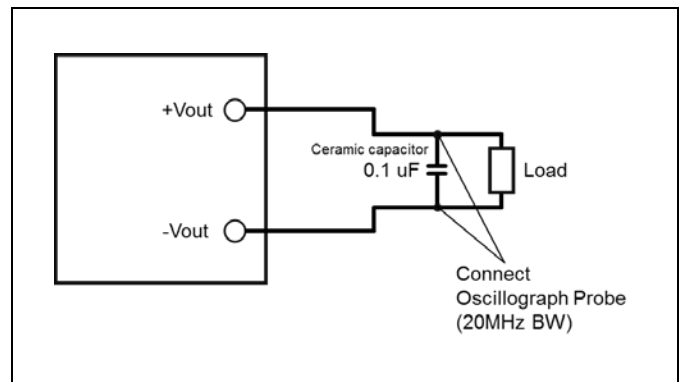 +Vout
Ceramic capacitor
0.1 uF
Load
-Vout
Connect
Oscillograph Probe
(20MHz BW)